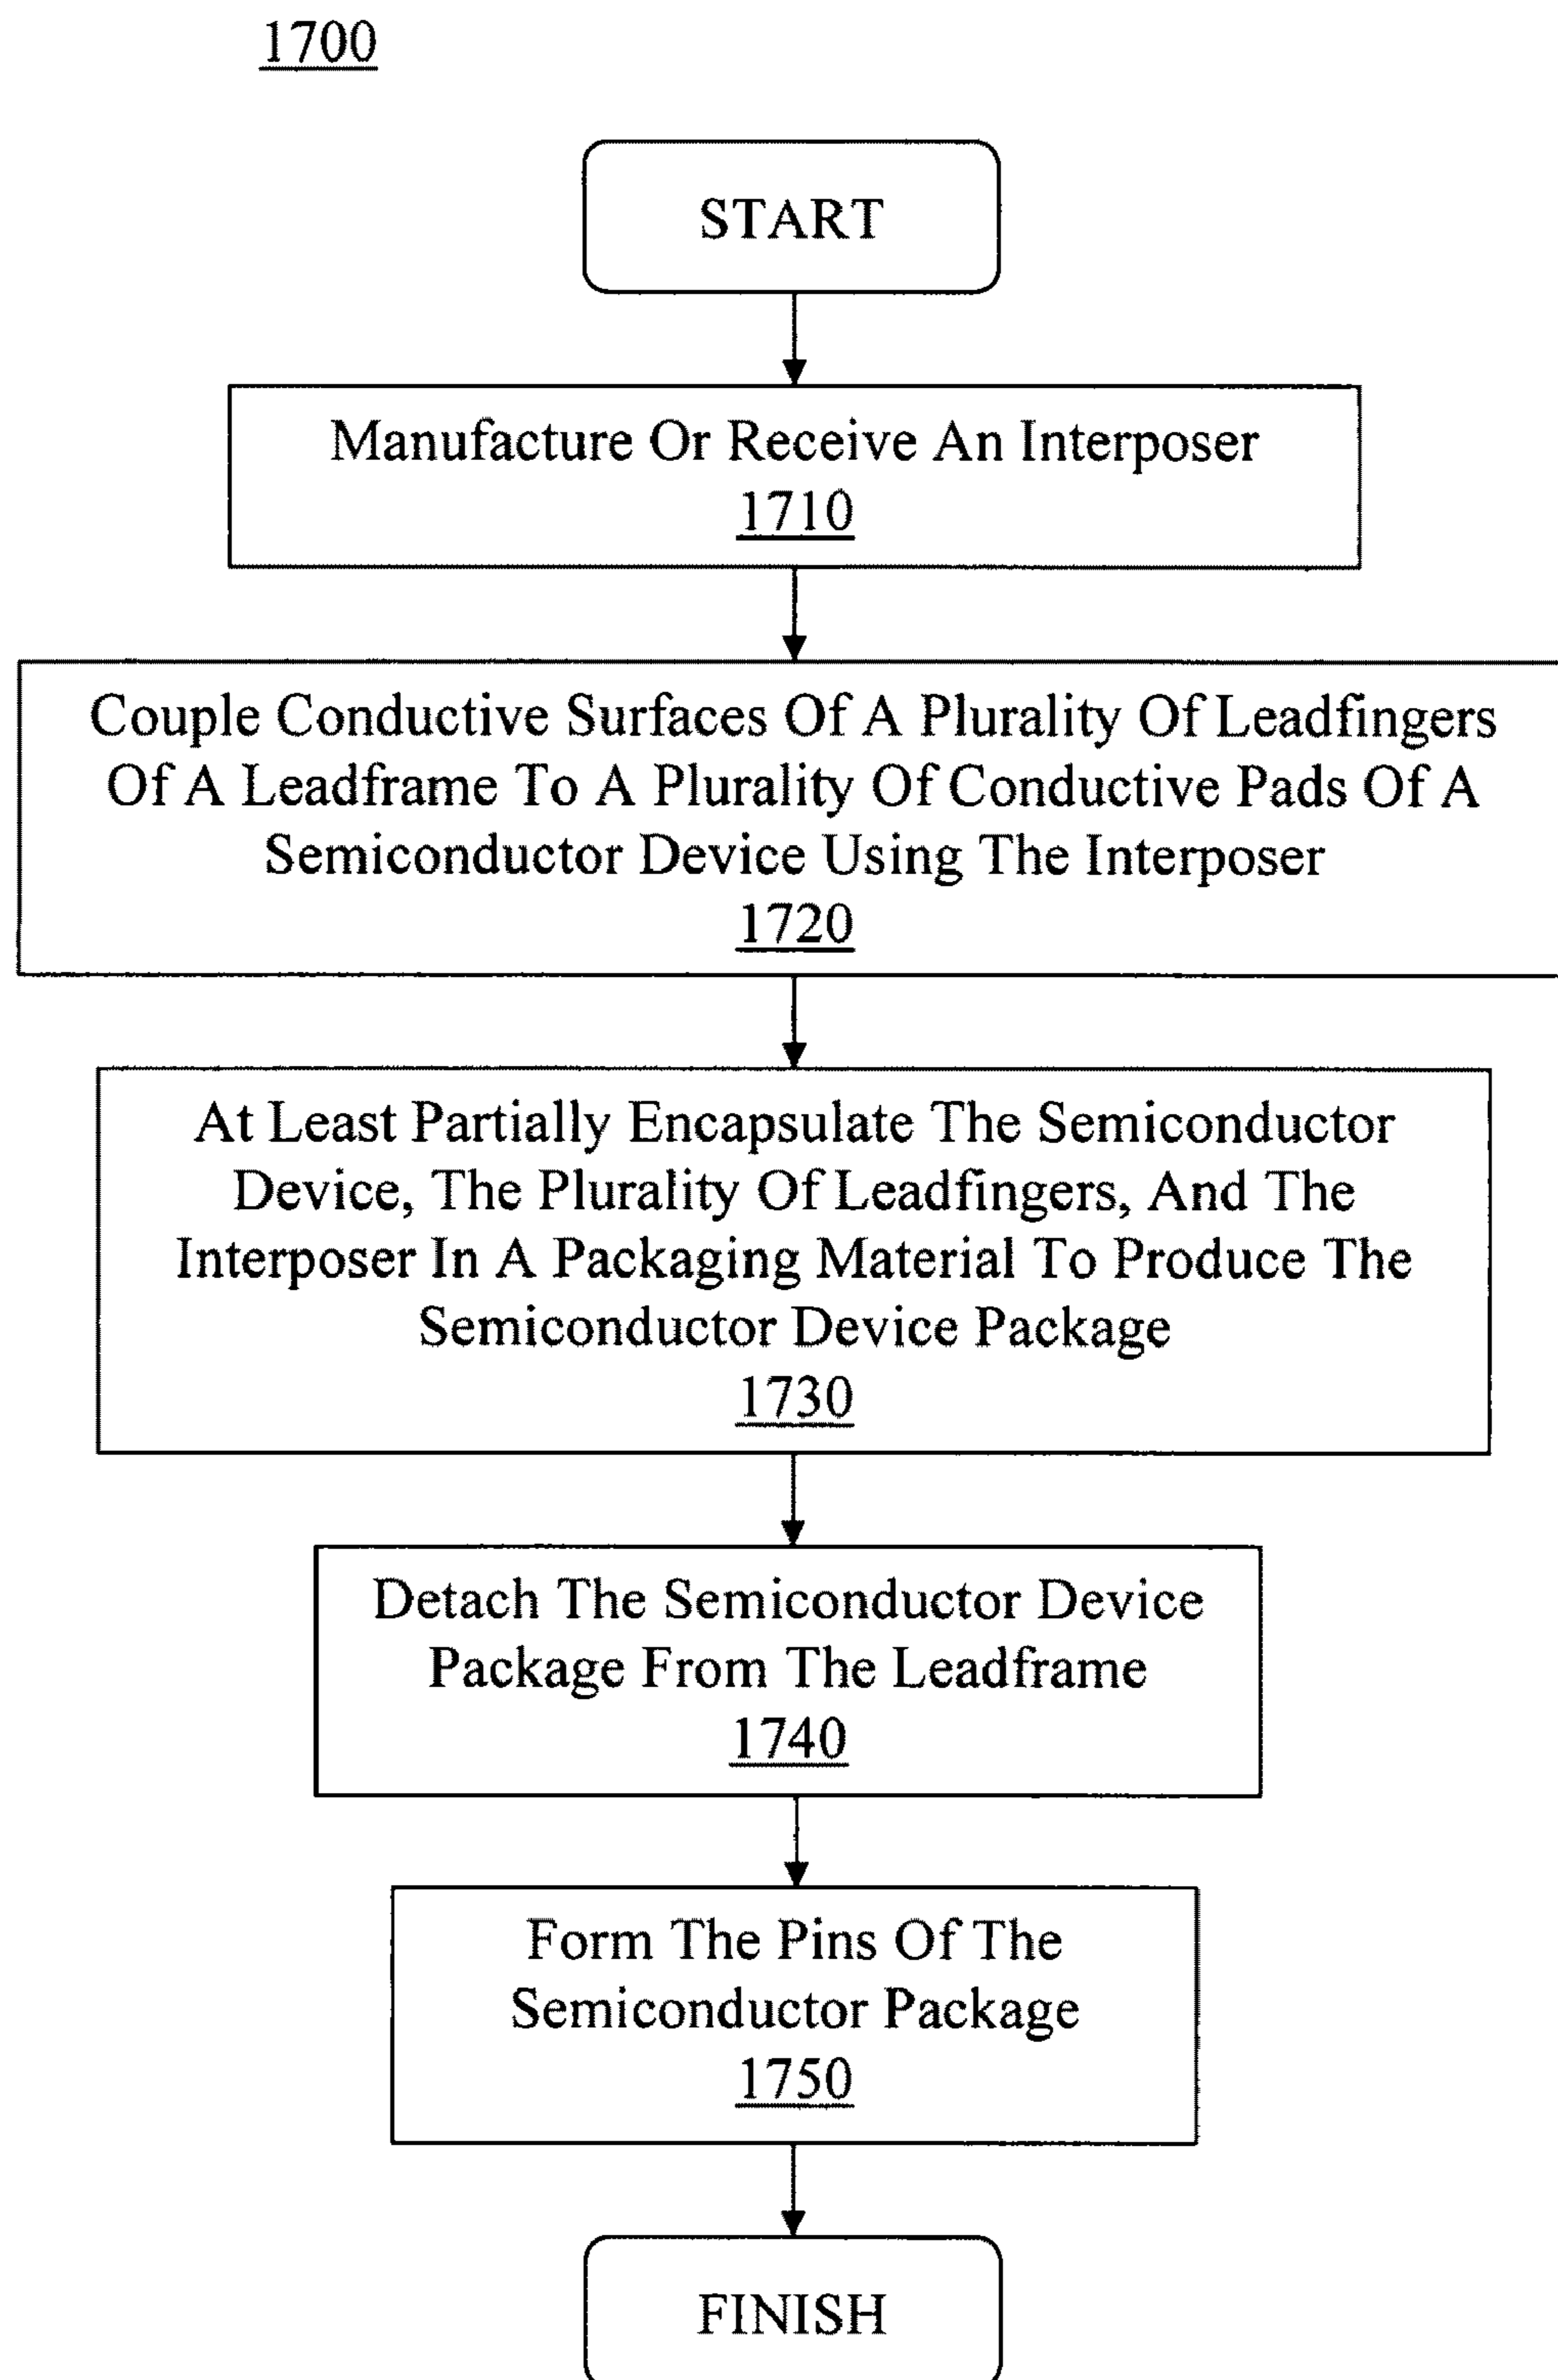 1700
START
Manufacture Or Receive An Interposer
1710
Couple Conductive Surfaces Of A Plurality Of Leadfingers
Of A Leadframe To A Plurality Of Conductive Pads Of A
Semiconductor Device Using The Interposer
1720
At Least Partially Encapsulate The Semiconductor
Device, The Plurality Of Leadfingers, And The
Interposer In A Packaging Material To Produce The
Semiconductor Device Package
1730
Detach The Semiconductor Device
Package From The Leadframe
1740
Form The Pins Of The
Semiconductor Package
1750
FINISH